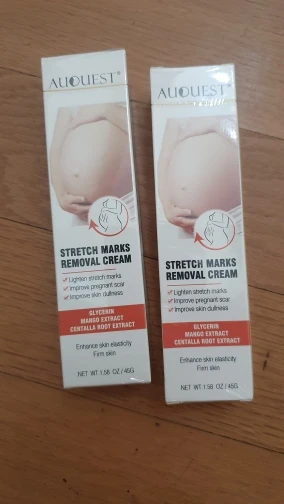 AUQUEST®
STRETCH MARKS
REMOVAL CREAM
Lighten stretch marks
Improve pregnant scar
Improve skin dullness
GLYCERIN
MANGO EXTRACT
CENTALLA ROOT EXTRACT
Enhance skin elasticity
Firm skin
NET WT 1.58 OZ / 45G
AUQUEST®
STRETCH MARKS
REMOVAL CREAM
Lighten stretch marks
Improve pregnant scar
Improve skin dullness
GLYCERIN
MANGO EXTRACT
CENTALLA ROOT EXTRACT
Enhance skin elasticity
Firm skin
NET WT 1.58 OZ / 45G